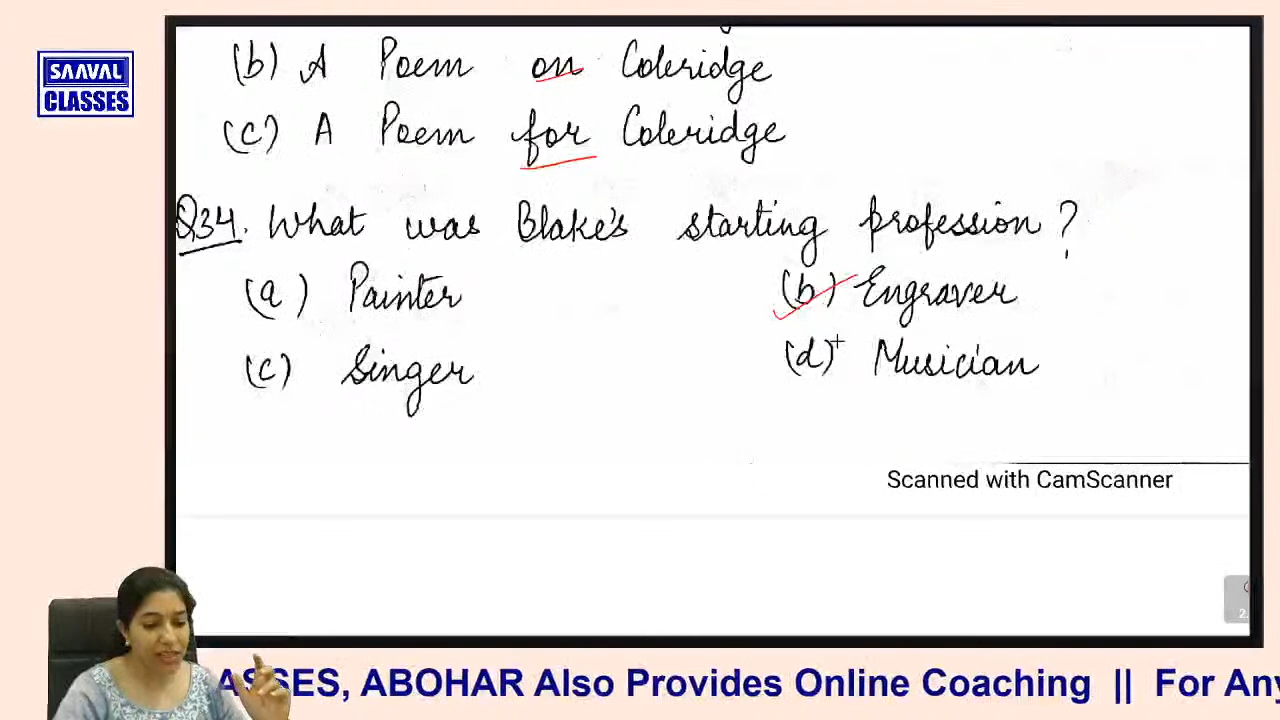 SAAVAL
CLASSES
(b) A Poem on Coleridge
(c) A Poem for Coleridge
Q34. What was Blake's starting profession?
(a) Painter (b) Engraver
(c) Singer (d) Musician
Scanned with CamScanner
ASSES, ABOHAR Also Provides Online Coaching || For Any